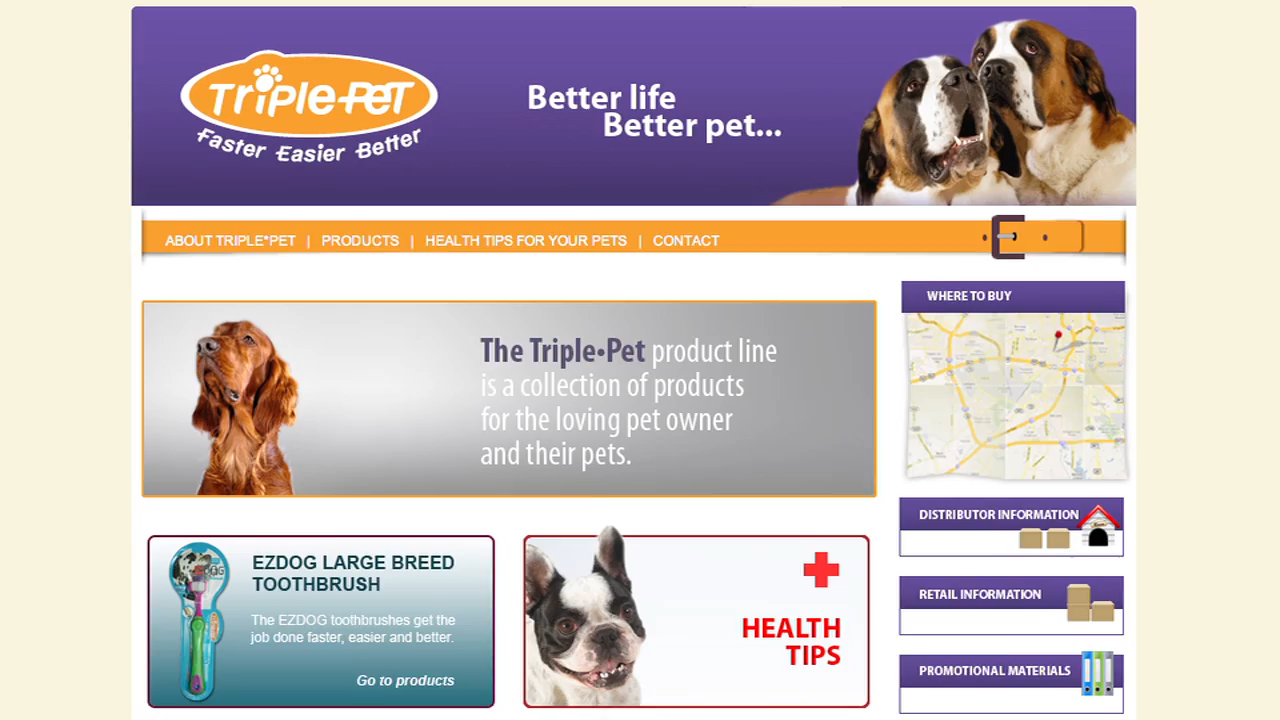 Triple•Pet
Faster Easier Better
Better life
Better pet...
ABOUT TRIPLE*PET | PRODUCTS | HEALTH TIPS FOR YOUR PETS | CONTACT
WHERE TO BUY
The Triple•Pet product line
is a collection of products
for the loving pet owner
and their pets.
DISTRIBUTOR INFORMATION
RETAIL INFORMATION
PROMOTIONAL MATERIALS
EZDOG LARGE BREED
TOOTHBRUSH
The EZDOG toothbrushes get the
job done faster, easier and better.
Go to products
HEALTH
TIPS